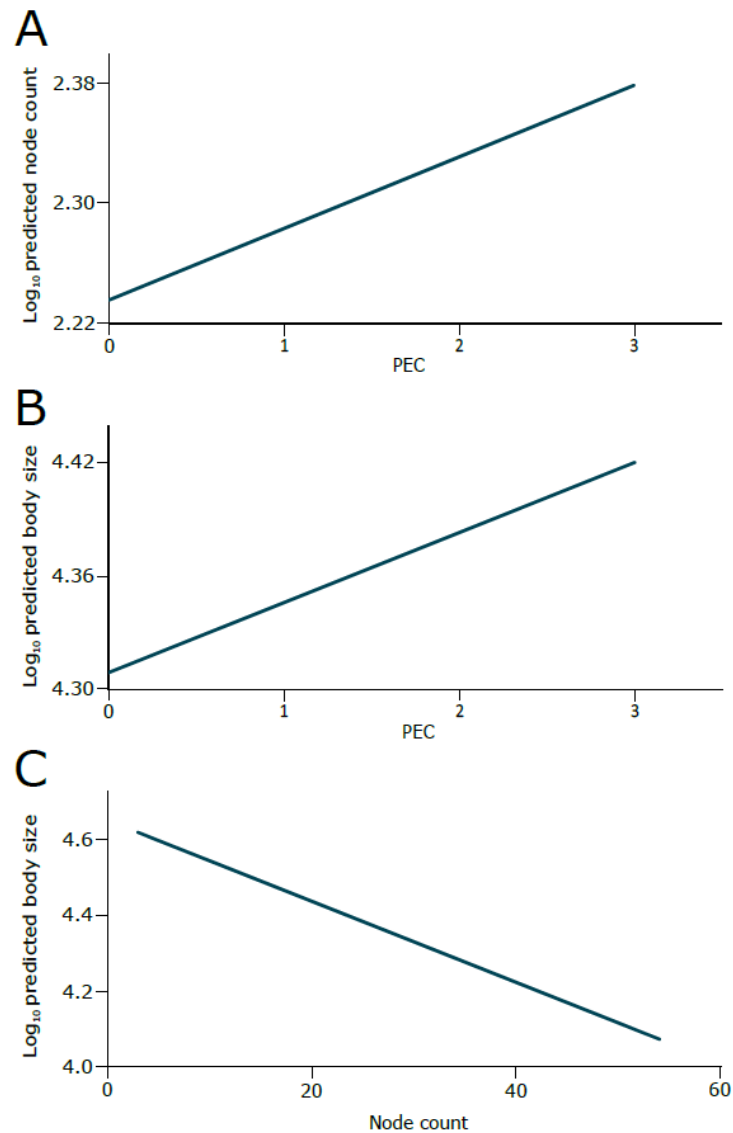 A
Log₁₀ predicted node count
2.38
2.30
2.22
0 1 2 3
PEC
B
Log₁₀ predicted body size
4.42
4.36
4.30
0 1 2 3
PEC
C
Log₁₀ predicted body size
4.6
4.4
4.2
4.0
0 20 40 60
Node count